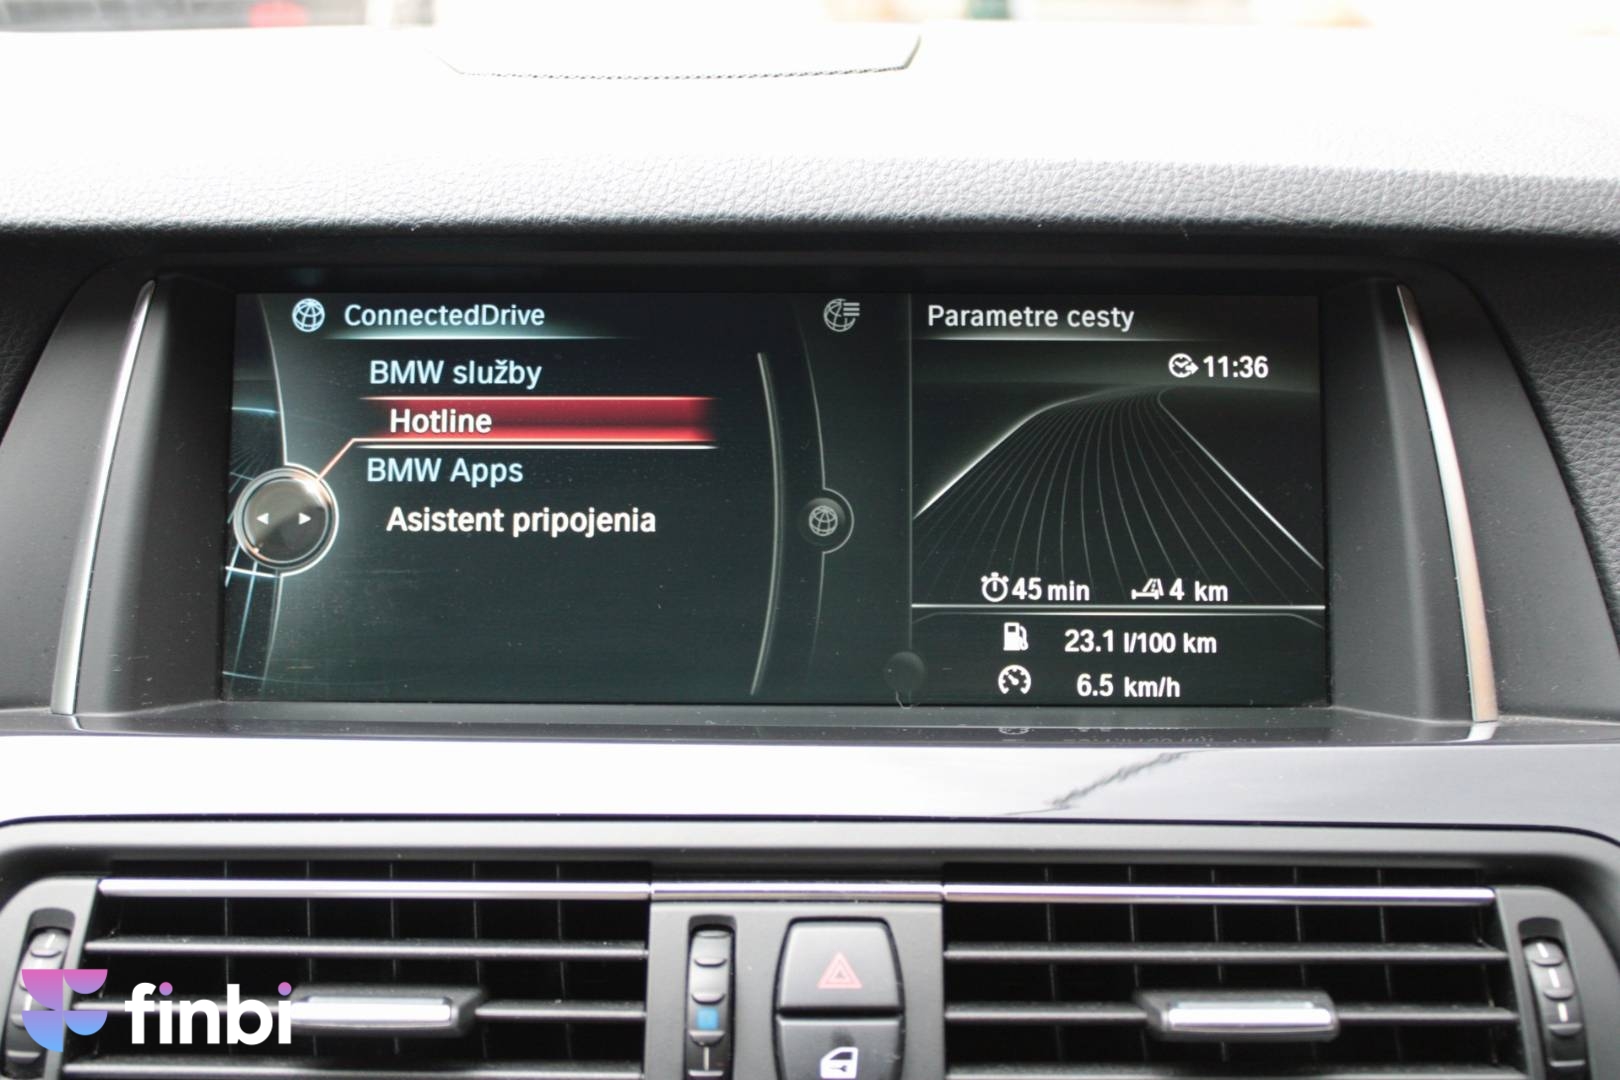 ConnectedDrive
BMW služby
Hotline
BMW Apps
Asistent pripojenia
Parametre cesty
11:36
45 min 4 km
23.1 l/100 km
6.5 km/h
finbi